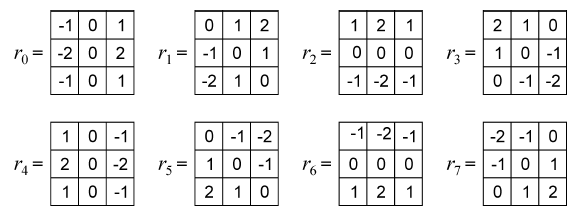 -1 0 1 0 1 2 1 2 1 2 1 0
r0 = -2 0 2 r1 = -1 0 1 r2 = 0 0 0 r3 = 1 0 -1
-1 0 1 -2 1 0 -1 -2 -1 0 -1 -2
1 0 -1 0 -1 -2 -1 -2 -1 -2 -1 0
r4 = 2 0 -2 r5 = 1 0 -1 r6 = 0 0 0 r7 = -1 0 1
1 0 -1 2 1 0 1 2 1 0 1 2